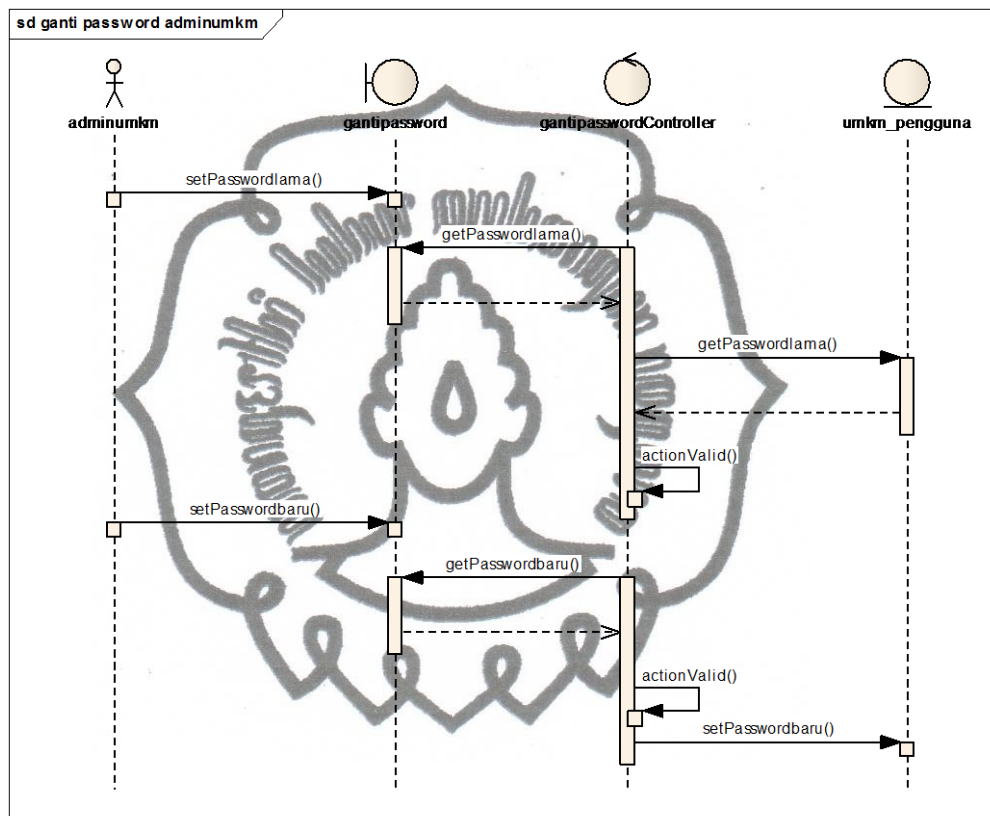 sd ganti password adminumkm
adminumkm
gantipassword
gantipasswordController
umkm_pengguna
setPasswordlama()
getPasswordlama()
getPasswordlama()
actionValid()
setPasswordbaru()
getPasswordbaru()
actionValid()
setPasswordbaru()